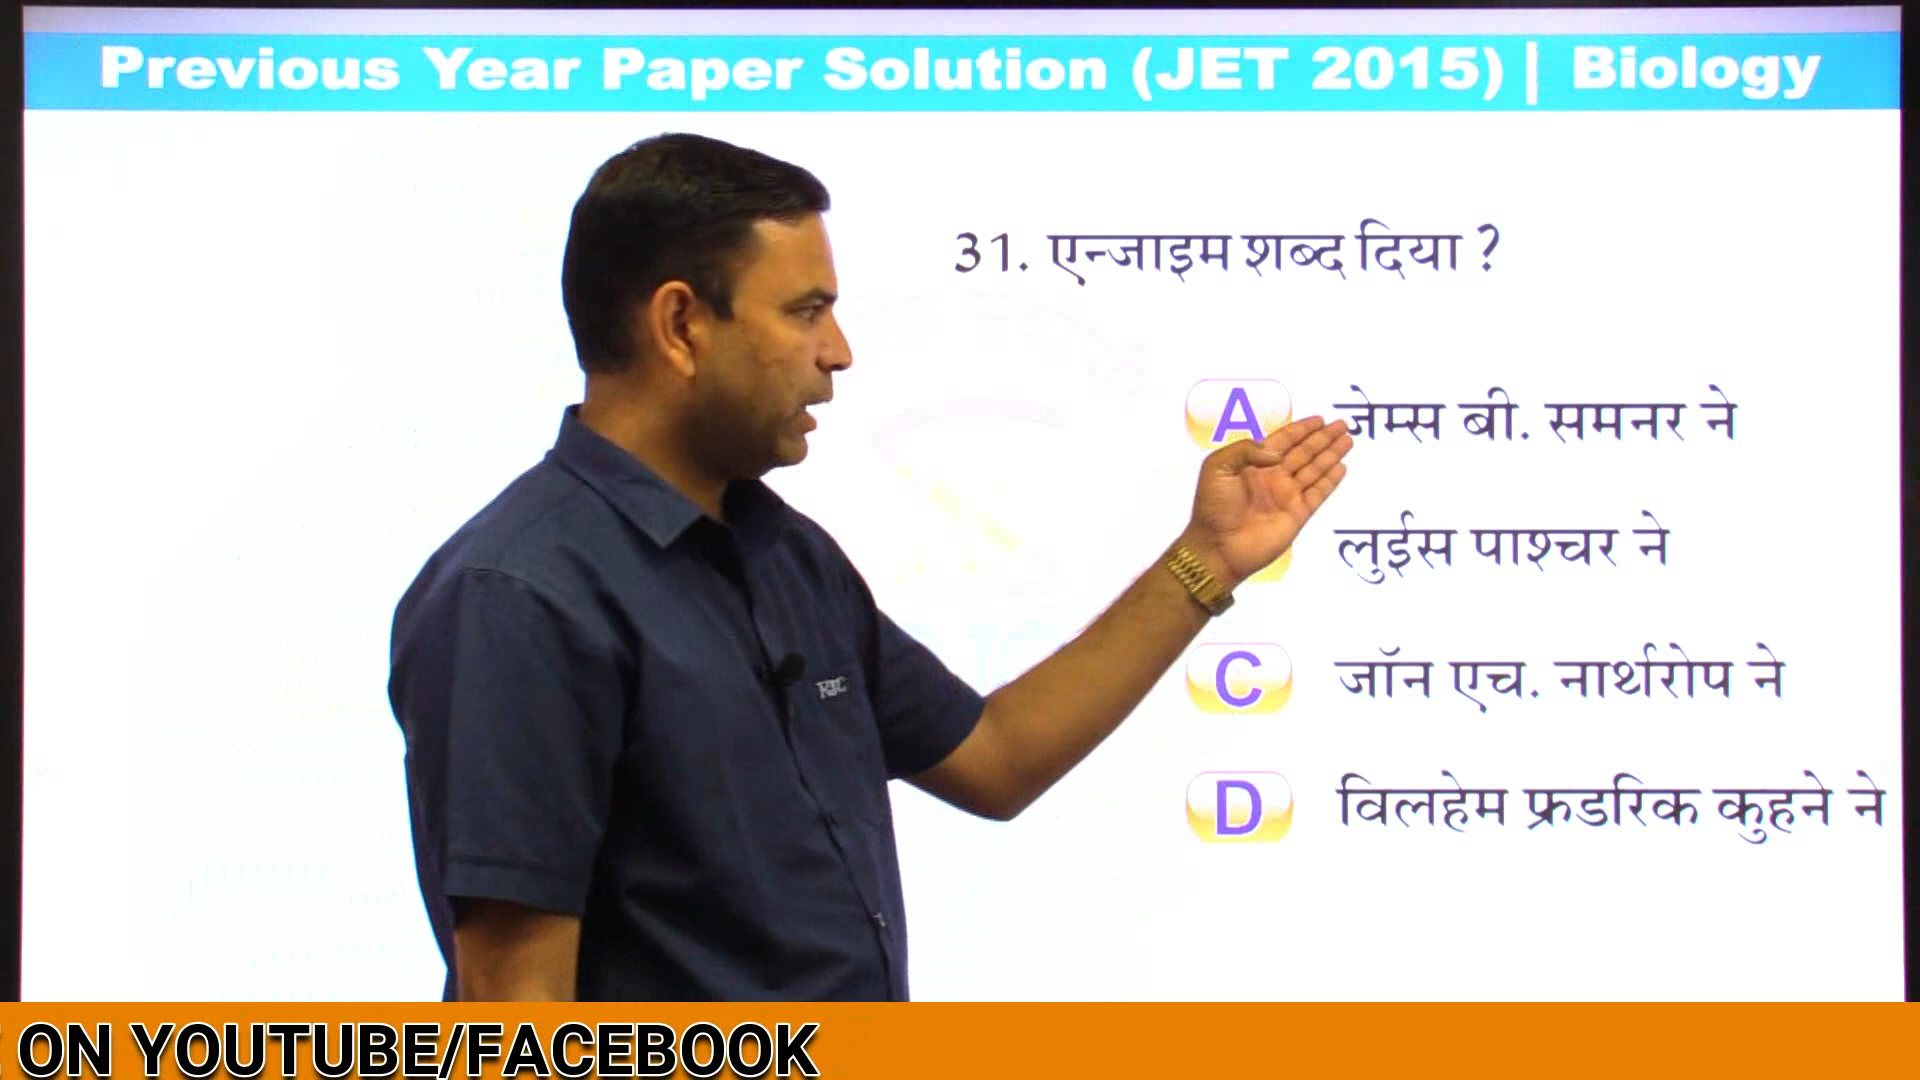 Previous Year Paper Solution (JET 2015) | Biology
31. एन्जाइम शब्द दिया ?
A जेम्स बी. समनर ने
लुईस पाश्चर ने
C जॉन एच. नार्थरोप ने
D विलहेम फ्रडरिक कुहने ने
ON YOUTUBE/FACEBOOK